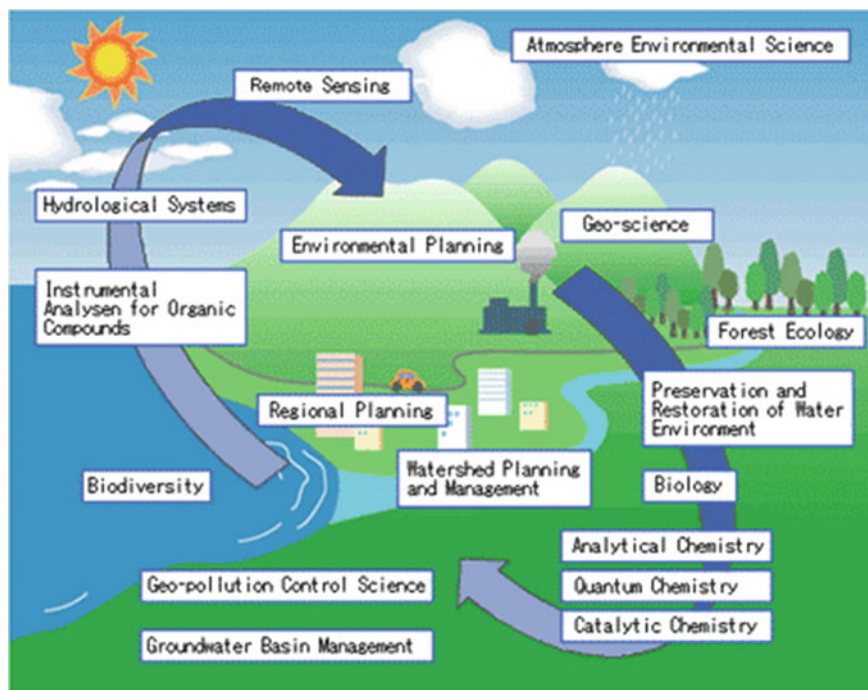 Atmosphere Environmental Science
Remote Sensing
Hydrological Systems
Geo-science
Environmental Planning
Instrumental
Analysen for Organic
Compounds
Forest Ecology
Preservation and
Restoration of Water
Environment
Regional Planning
Watershed Planning
and Management
Biodiversity
Biology
Analytical Chemistry
Geo-pollution Control Science
Quantum Chemistry
Catalytic Chemistry
Groundwater Basin Management